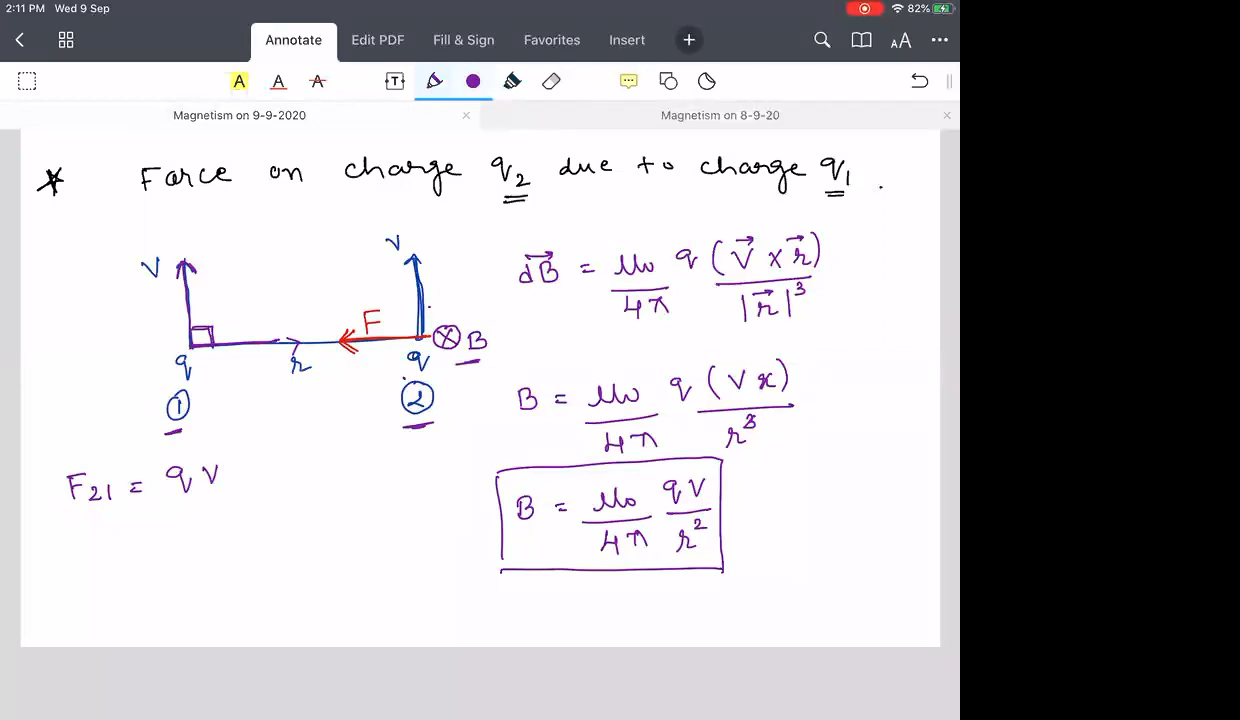 2:11 PM Wed 9 Sep 82%
Annotate Edit PDF Fill & Sign Favorites Insert
Magnetism on 9-9-2020 Magnetism on 8-9-20
* Force on charge q₂ due to charge q₁ .
V V
F
⊗ B
q r q
① ②
F₂₁ = q V
dB⃗ = μ₀/4π q (V⃗ × r⃗)/|r⃗|³
B = μ₀/4π q (V r)/r³
B = μ₀/4π qV/r²